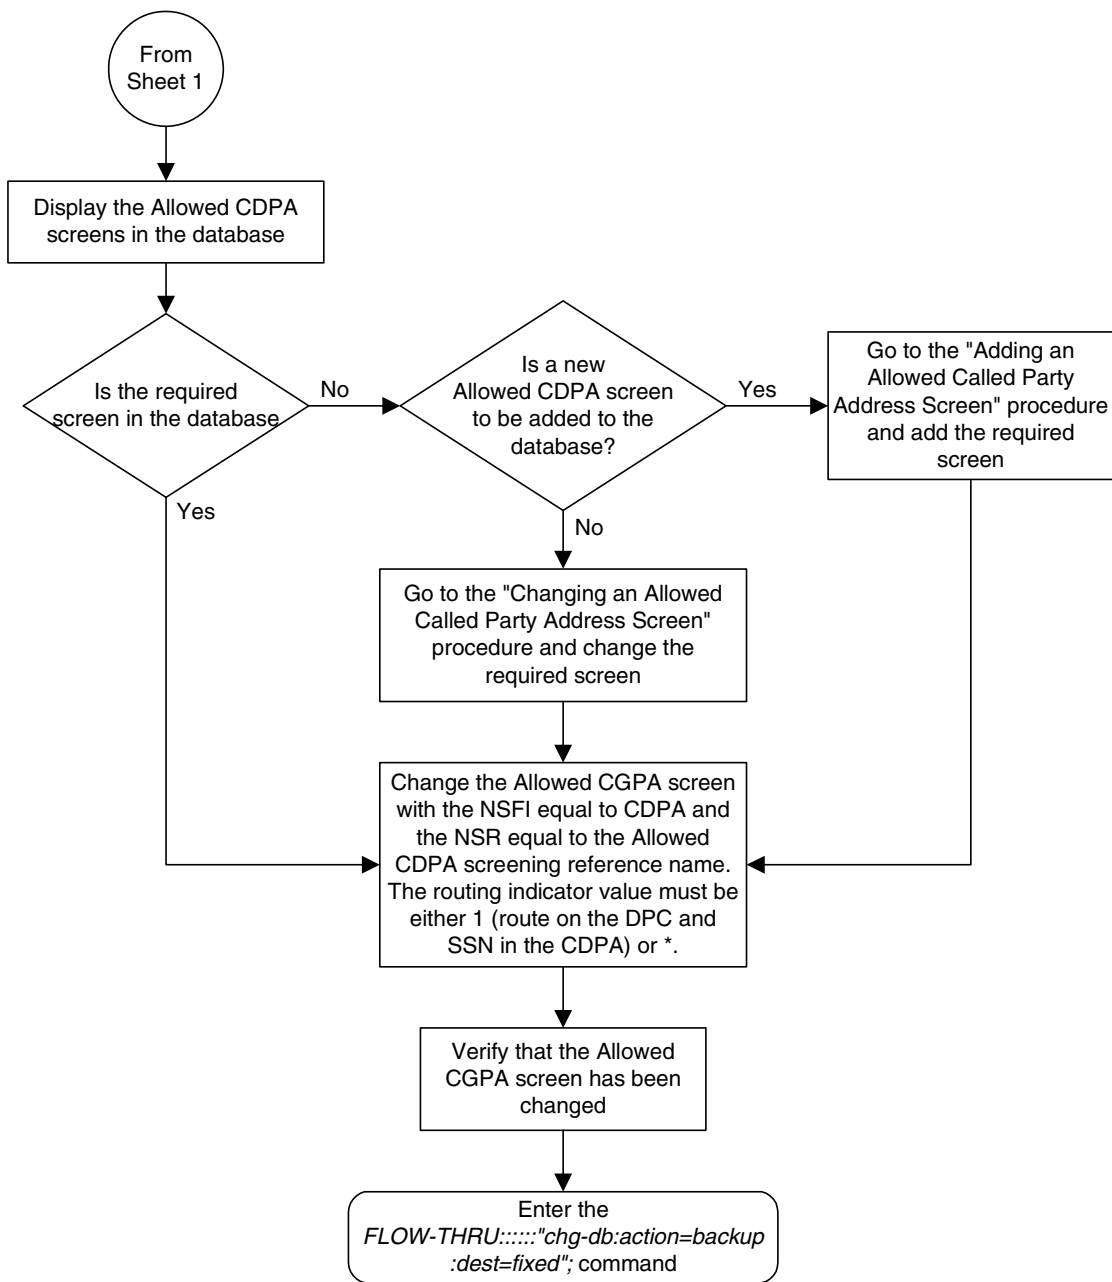 From
Sheet 1
Display the Allowed CDPA
screens in the database
Is the required
screen in the database
No
Yes
Is a new
Allowed CDPA screen
to be added to the
database?
Yes
No
Go to the "Adding an
Allowed Called Party
Address Screen" procedure
and add the required
screen
Go to the "Changing an Allowed
Called Party Address Screen"
procedure and change the
required screen
Change the Allowed CGPA screen
with the NSFI equal to CDPA and
the NSR equal to the Allowed
CDPA screening reference name.
The routing indicator value must be
either 1 (route on the DPC and
SSN in the CDPA) or *.
Verify that the Allowed
CGPA screen has been
changed
Enter the
FLOW-THRU::::::"chg-db:action=backup
:dest=fixed"; command